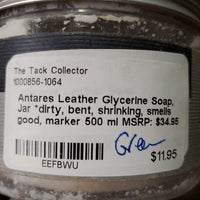 The Tack Collector
1000856-1064
Antares Leather Glycerine Soap,
Jar *dirty, bent, shrinking, smells
good, marker 500 ml MSRP: $34.95
Green
EEFBWU
$11.95